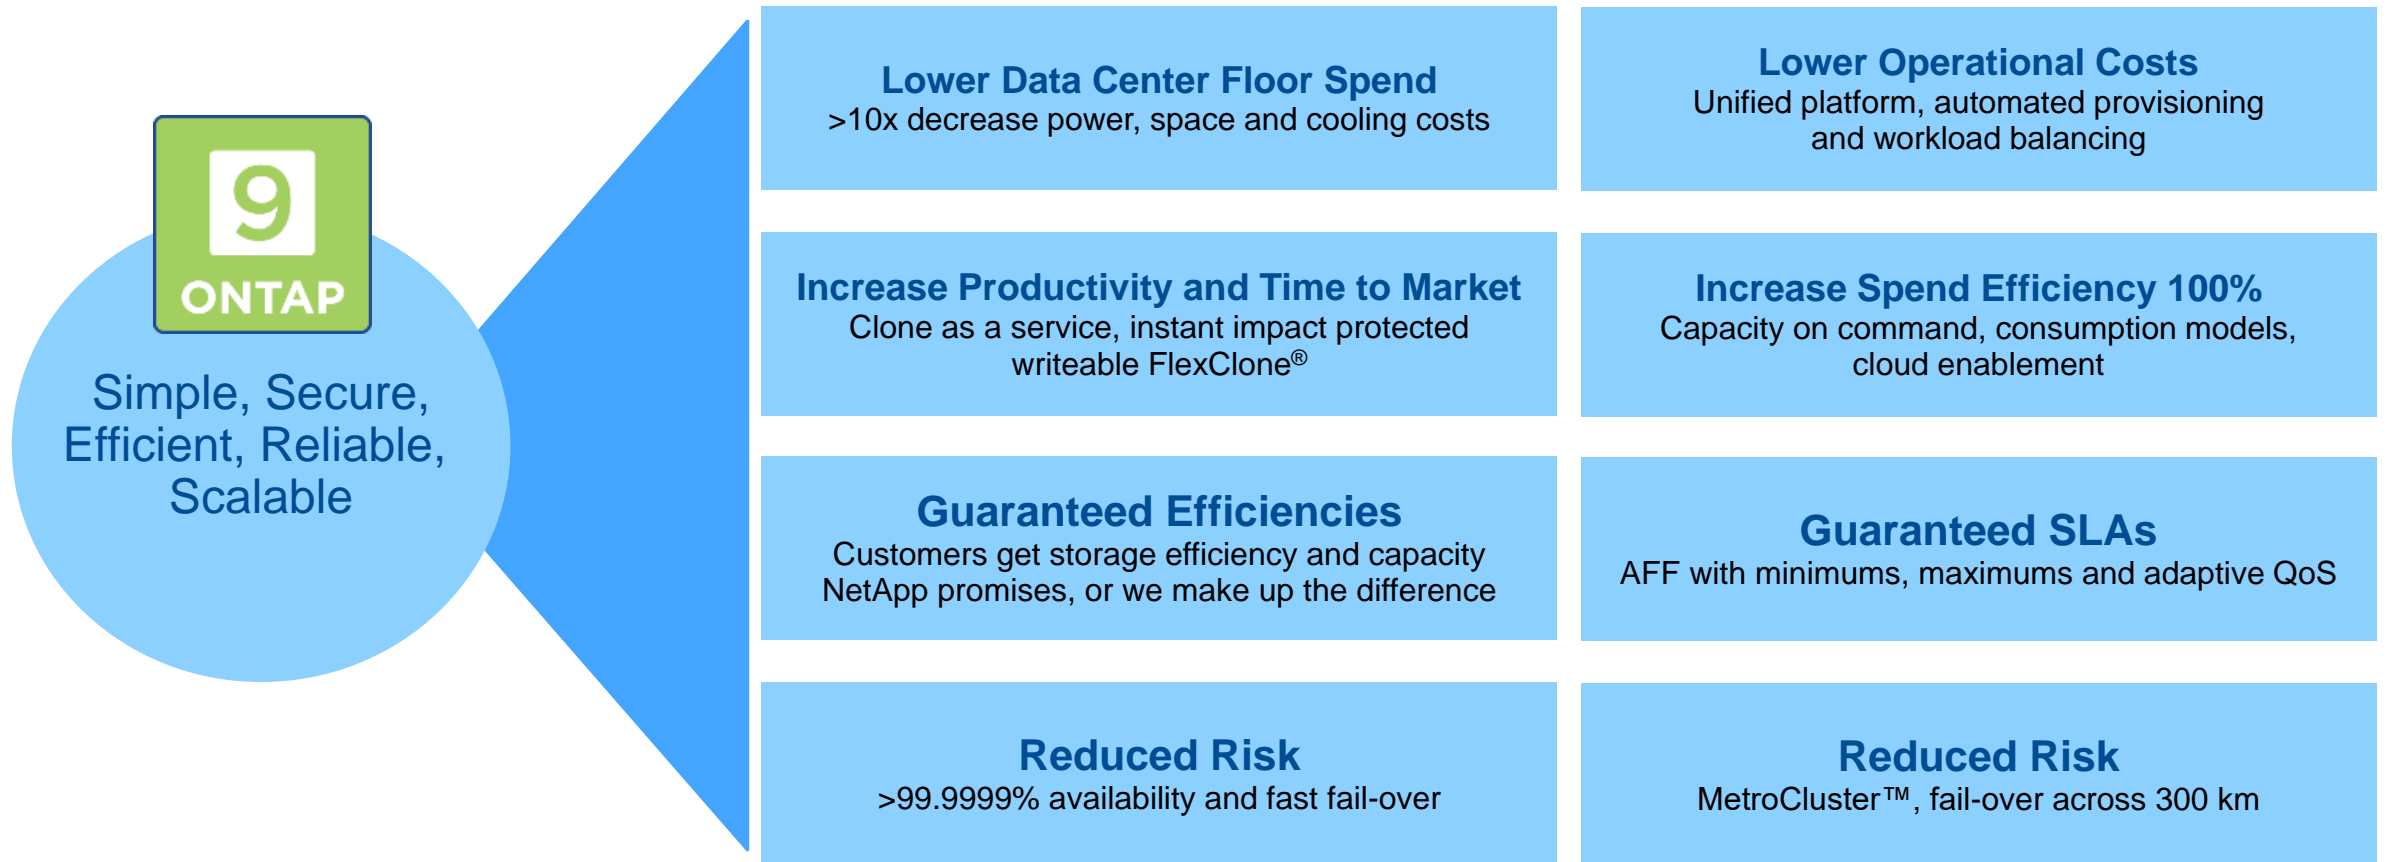 9
ONTAP
Simple, Secure,
Efficient, Reliable,
Scalable
Lower Data Center Floor Spend
>10x decrease power, space and cooling costs
Lower Operational Costs
Unified platform, automated provisioning
and workload balancing
Increase Productivity and Time to Market
Clone as a service, instant impact protected
writeable FlexClone®
Increase Spend Efficiency 100%
Capacity on command, consumption models,
cloud enablement
Guaranteed Efficiencies
Customers get storage efficiency and capacity
NetApp promises, or we make up the difference
Guaranteed SLAs
AFF with minimums, maximums and adaptive QoS
Reduced Risk
>99.9999% availability and fast fail-over
Reduced Risk
MetroCluster™, fail-over across 300 km